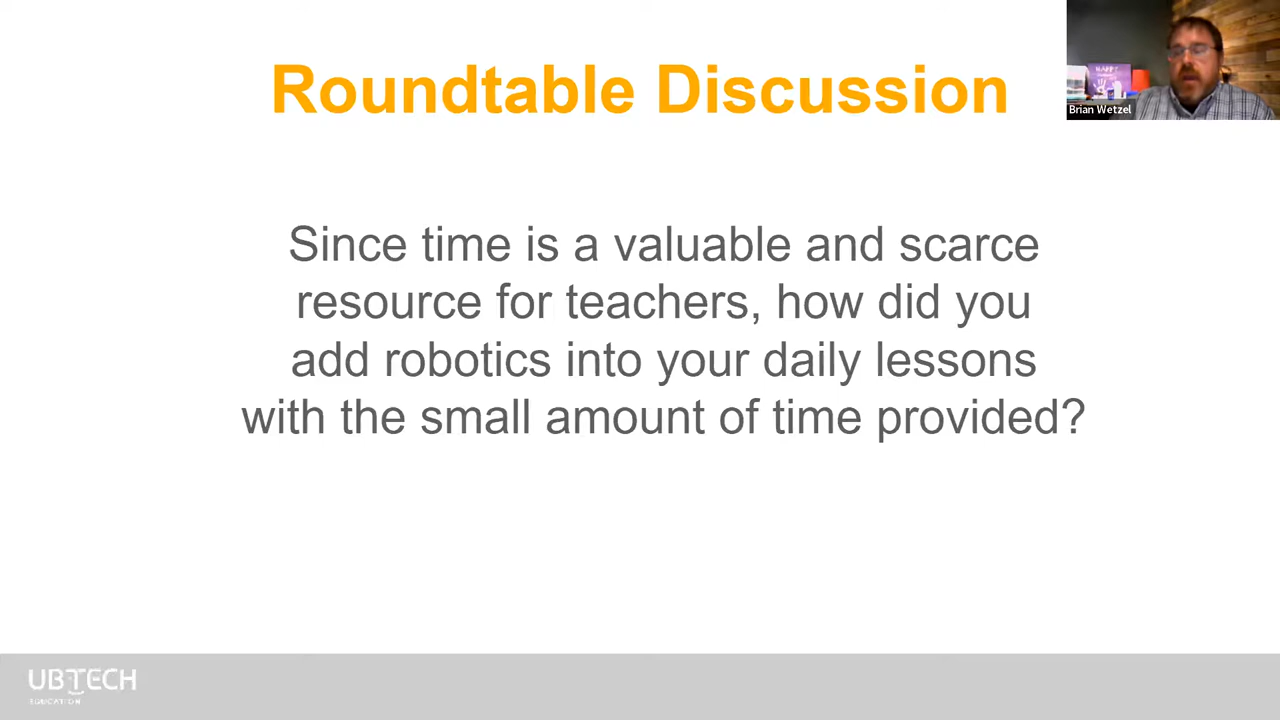 Roundtable Discussion
Brian Wetzel
Since time is a valuable and scarce
resource for teachers, how did you
add robotics into your daily lessons
with the small amount of time provided?
UBTECH
EDUCATION